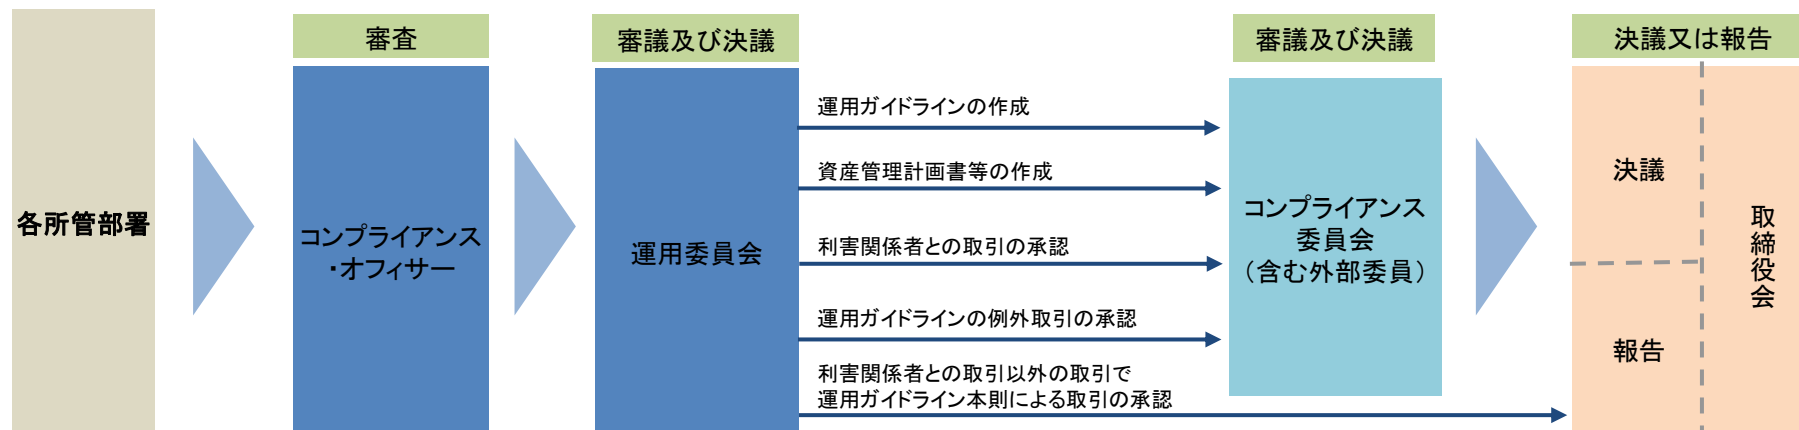 各所管部署
審査
コンプライアンス
・オフィサー
審議及び決議
運用委員会
運用ガイドラインの作成
資産管理計画書等の作成
利害関係者との取引の承認
運用ガイドラインの例外取引の承認
利害関係者との取引以外の取引で
運用ガイドライン本則による取引の承認
審議及び決議
コンプライアンス
委員会
（含む外部委員）
決議又は報告
決議
報告
取締役会